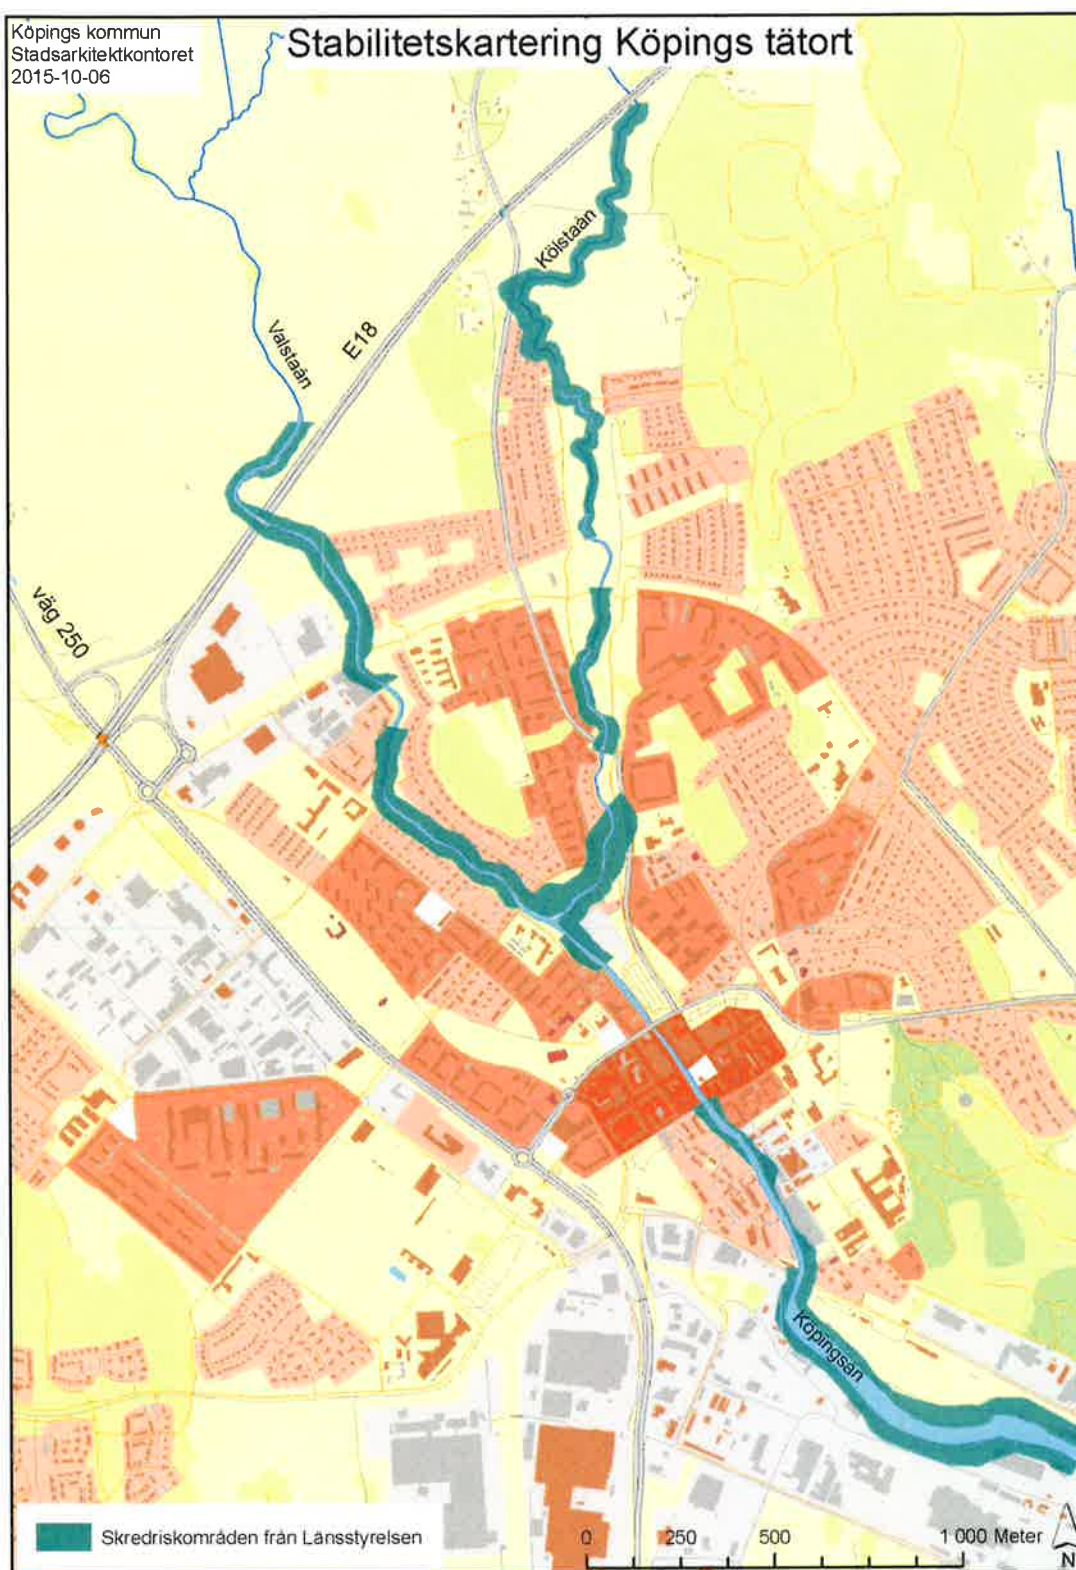 Köpings kommun
Stadsarkitektkontoret
2015-10-06
Stabilitetskartering Köpings tätort
Kölstaån
Valstaån
E18
väg 250
Köpingsån
Skredriskområden från Länsstyrelsen
0 250 500 1 000 Meter
N